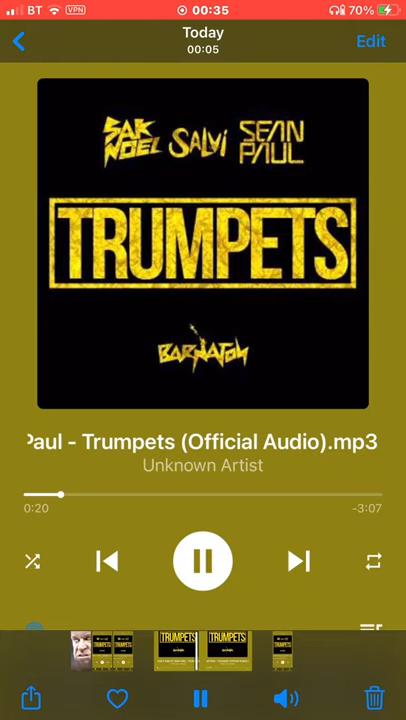 BT VPN 00:35 70%
Today
00:05
Edit
SAK NOEL SALVI SEAN PAUL
TRUMPETS
BARNATON
Paul - Trumpets (Official Audio).mp3
Unknown Artist
0:20
-3:07
TRUMPETS
TRUMPETS